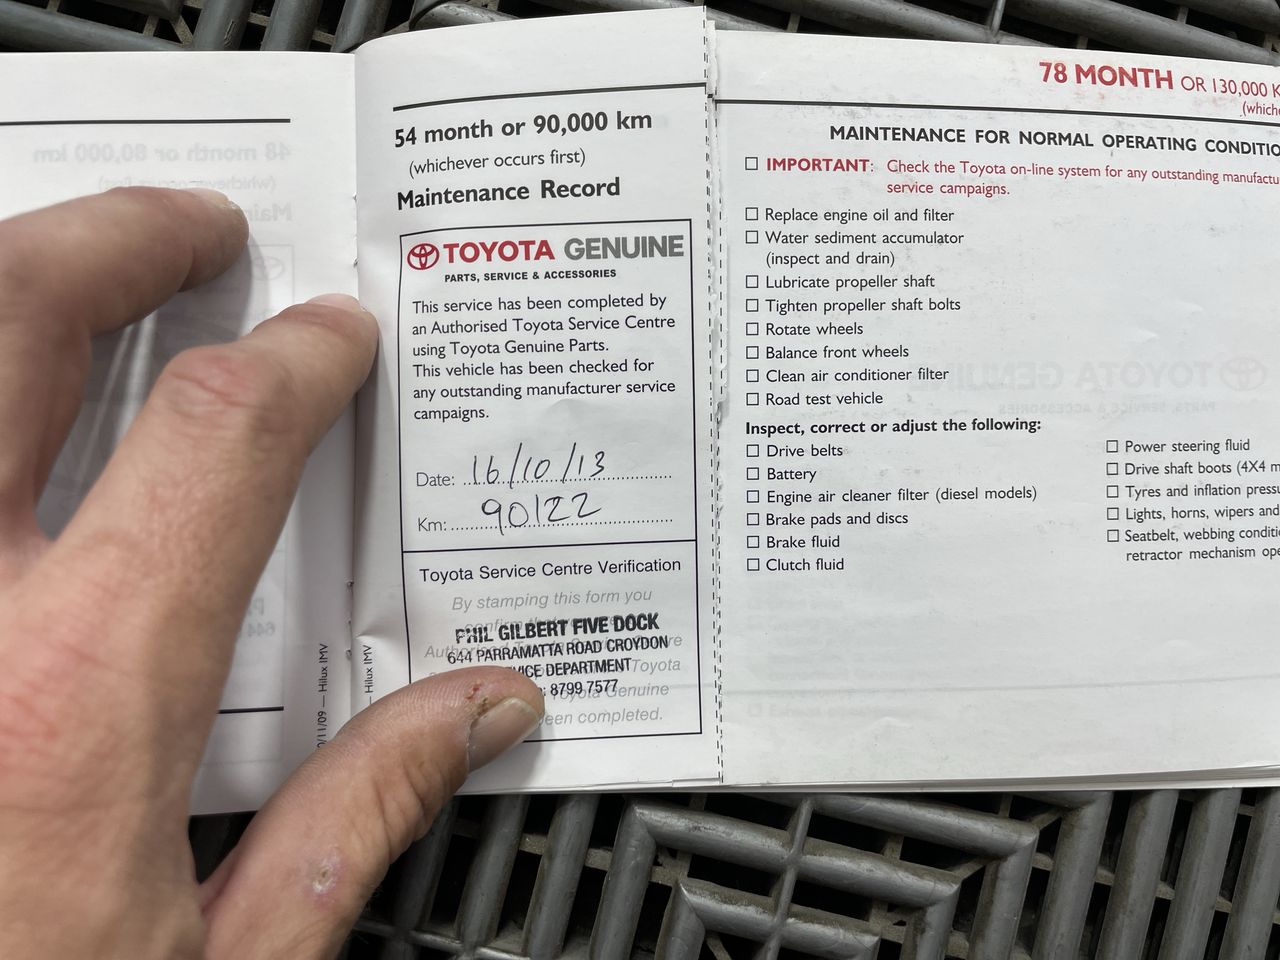 54 month or 90,000 km
(whichever occurs first)
Maintenance Record
TOYOTA GENUINE
PARTS, SERVICE & ACCESSORIES
This service has been completed by
an Authorised Toyota Service Centre
using Toyota Genuine Parts.
This vehicle has been checked for
any outstanding manufacturer service
campaigns.
Date: 16/10/13
Km: 90122
Toyota Service Centre Verification
By stamping this form you
PHIL GILBERT FIVE DOCK
644 PARRAMATTA ROAD CROYDON
DEPARTMENT
Toyota
: 8799 7577
Toyota Genuine
been completed.
/11/09 — Hilux IMV
— Hilux IMV
78 MONTH OR 130,000
MAINTENANCE FOR NORMAL OPERATING
IMPORTANT: Check the Toyota on-line system for any outstanding
service campaigns.
Replace engine oil and filter
Water sediment accumulator
(inspect and drain)
Lubricate propeller shaft
Tighten propeller shaft bolts
Rotate wheels
Balance front wheels
Clean air conditioner filter
Road test vehicle
Inspect, correct or adjust the following:
Drive belts
Battery
Engine air cleaner filter (diesel models)
Brake pads and discs
Brake fluid
Clutch fluid
Power steering fluid
Drive shaft boots (4X4
Tyres and inflation
Lights, horns, wipers and
Seatbelt, webbing
retractor mechanism